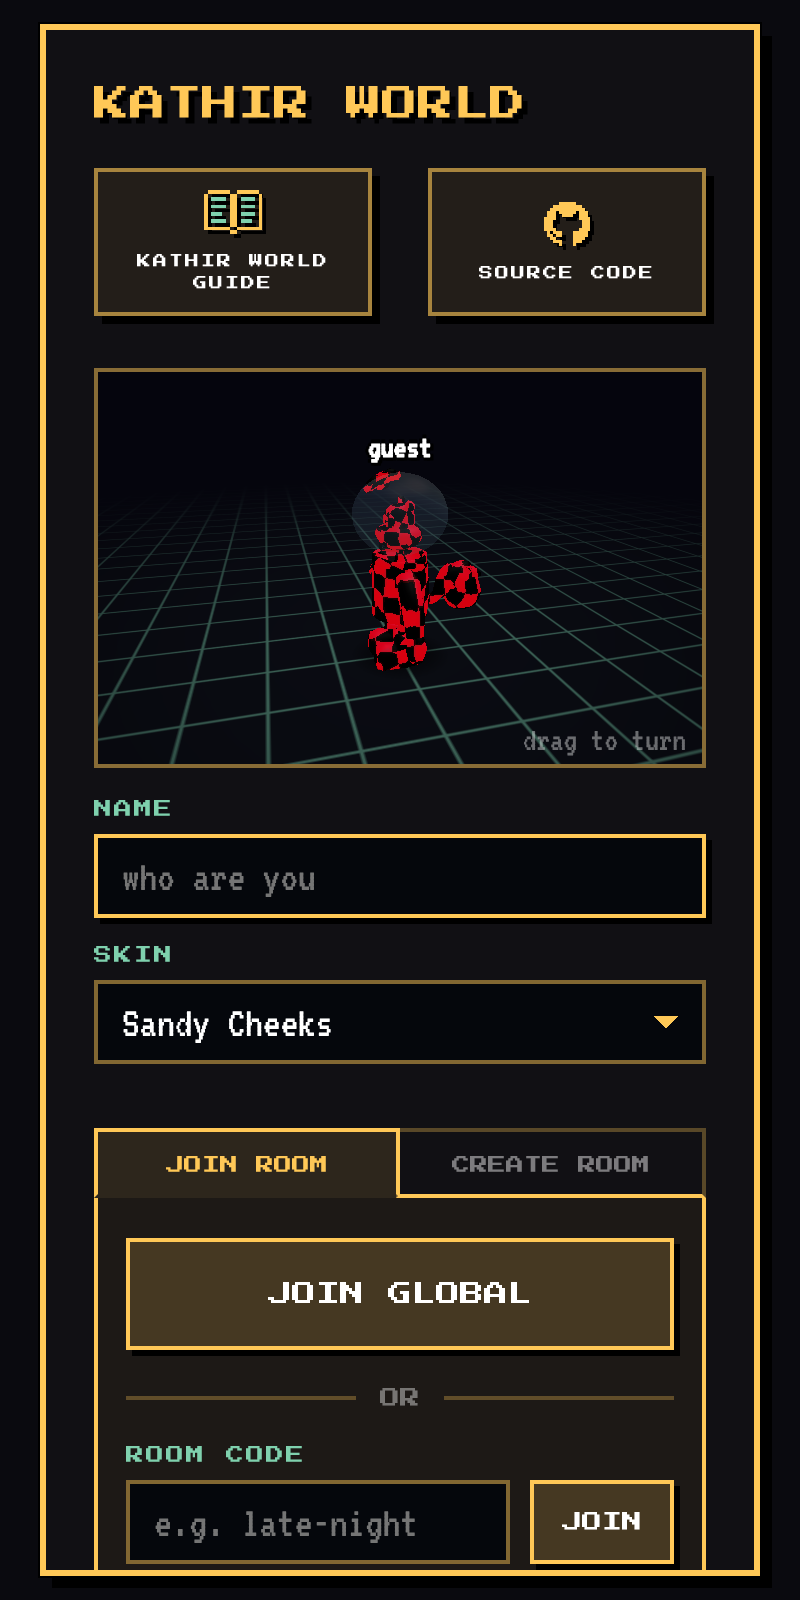 KATHIR WORLD
KATHIR WORLD
GUIDE
SOURCE CODE
guest
drag to turn
NAME
who are you
SKIN
Sandy Cheeks
JOIN ROOM
CREATE ROOM
JOIN GLOBAL
OR
ROOM CODE
e.g. late-night
JOIN